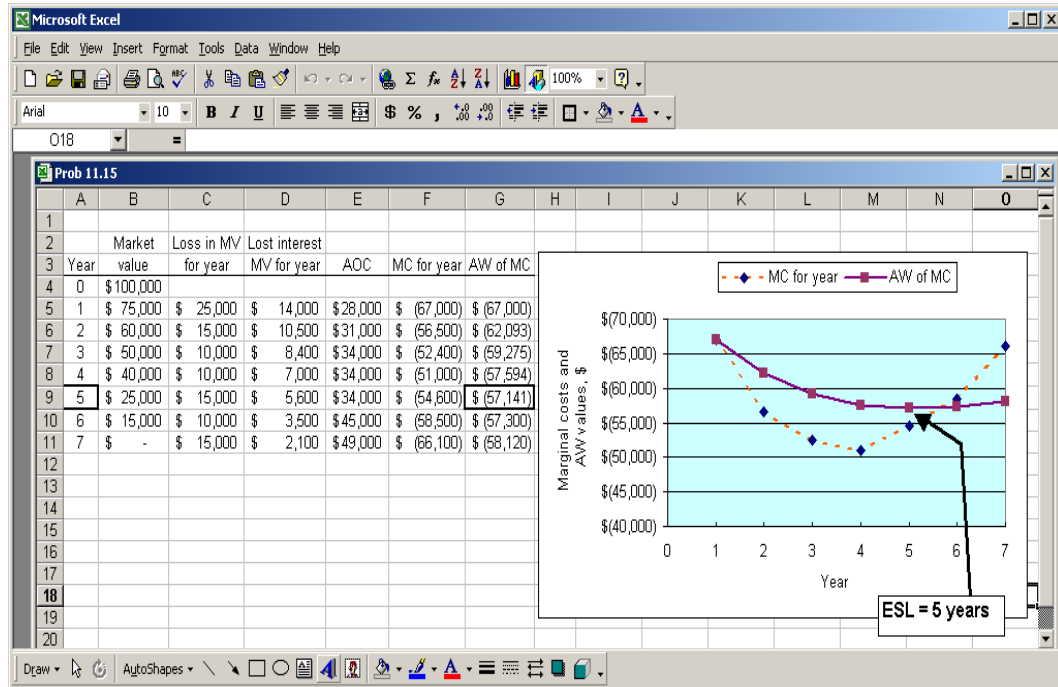 Microsoft Excel
File Edit View Insert Format Tools Data Window Help
100%
Arial 10 B I U $ % ,
O18 =
Prob 11.15
A B C D E F G H I J K L M N O
1
2 Market Loss in MV Lost interest
3 Year value for year MV for year AOC MC for year AW of MC
4 0 $100,000
5 1 $ 75,000 $ 25,000 $ 14,000 $28,000 $ (67,000) $ (67,000)
6 2 $ 60,000 $ 15,000 $ 10,500 $31,000 $ (56,500) $ (62,093)
7 3 $ 50,000 $ 10,000 $ 8,400 $34,000 $ (52,400) $ (59,275)
8 4 $ 40,000 $ 10,000 $ 7,000 $34,000 $ (51,000) $ (57,594)
9 5 $ 25,000 $ 15,000 $ 5,600 $34,000 $ (54,600) $ (57,141)
10 6 $ 15,000 $ 10,000 $ 3,500 $45,000 $ (58,500) $ (57,300)
11 7 $ - $ 15,000 $ 2,100 $49,000 $ (66,100) $ (58,120)
12
13
14
15
16
17
18
19
20
MC for year AW of MC
Marginal costs and
AW values, $
$(70,000)
$(65,000)
$(60,000)
$(55,000)
$(50,000)
$(45,000)
$(40,000)
0 1 2 3 4 5 6 7
Year
ESL = 5 years
Draw AutoShapes